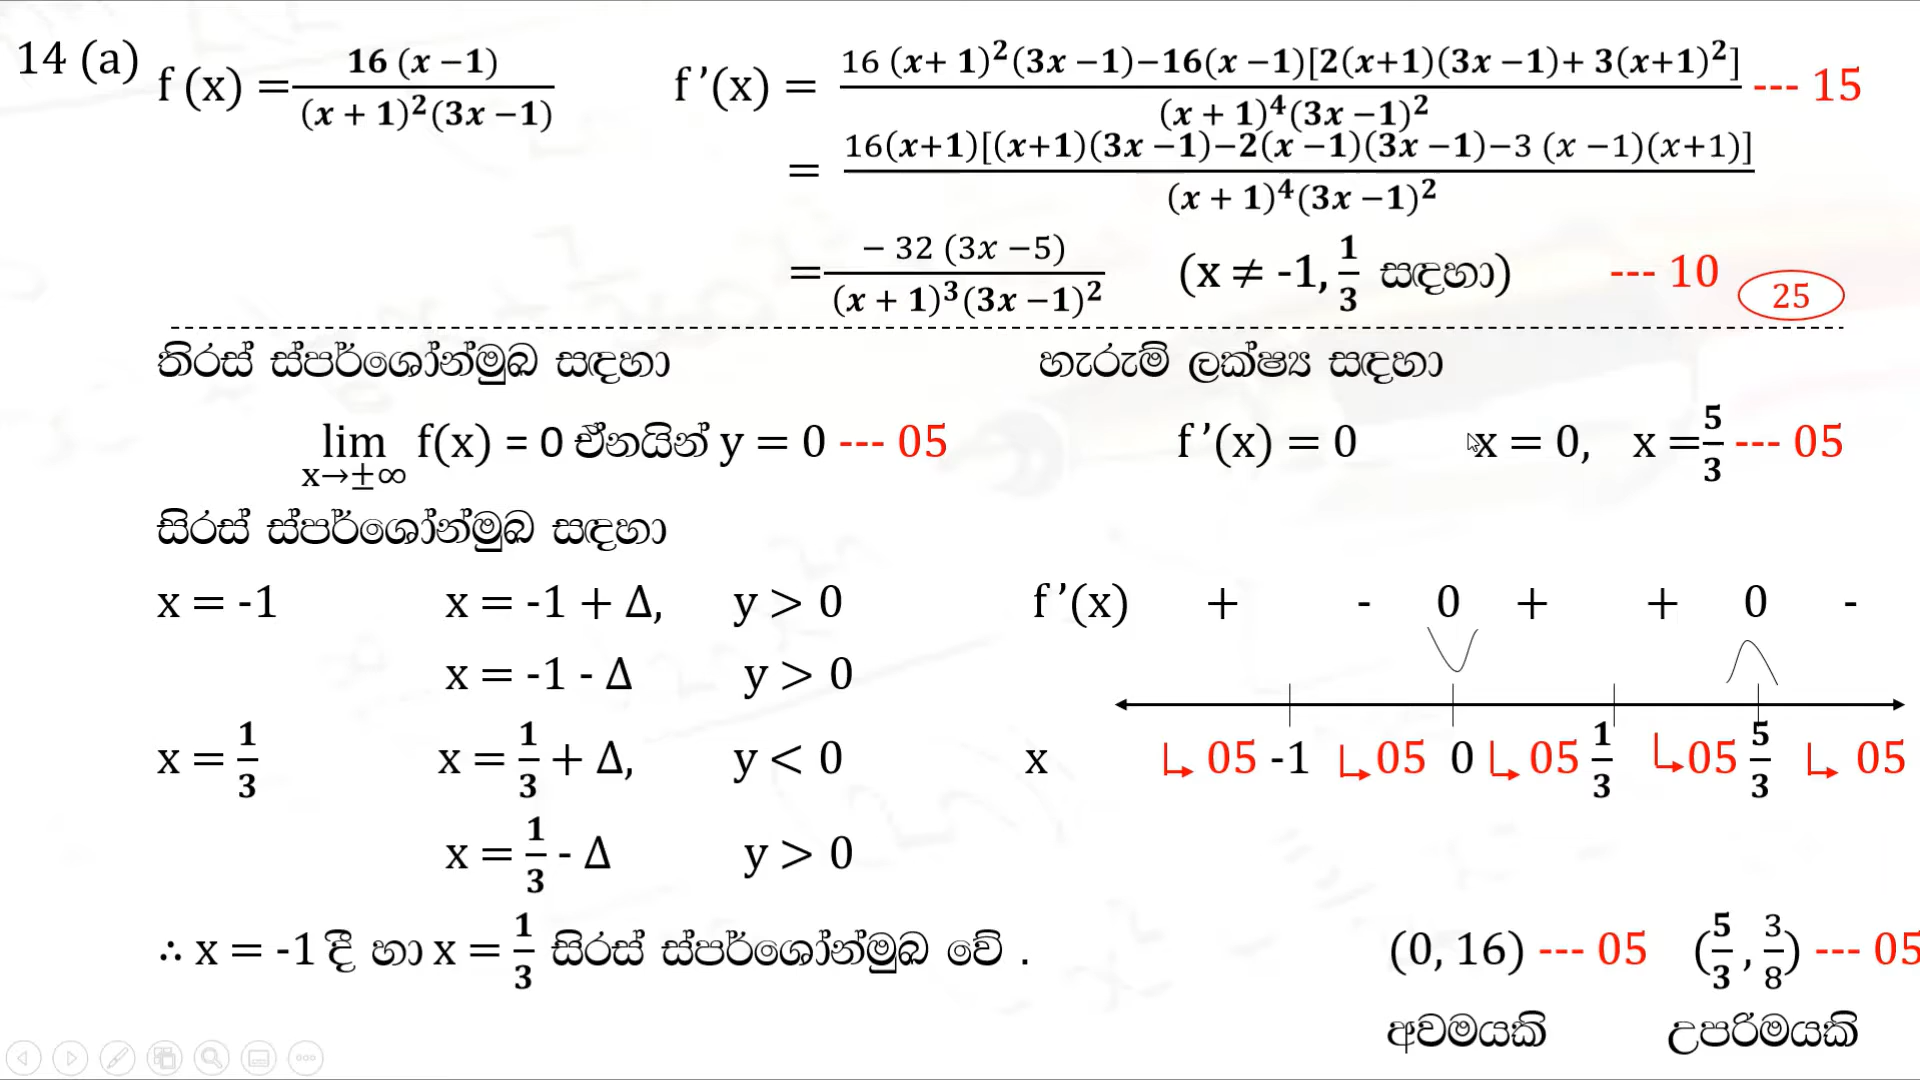 14 (a) f (x) = 16 (x −1) / (x + 1)²(3x −1) f ’(x) = 16 (x+ 1)²(3x −1)−16(x −1)[2(x+1)(3x −1)+ 3(x+1)²] / (x + 1)⁴(3x −1)² --- 15
= 16(x+1)[(x+1)(3x −1)−2(x −1)(3x −1)−3 (x −1)(x+1)] / (x + 1)⁴(3x −1)²
= − 32 (3x −5) / (x + 1)³(3x −1)² (x ≠ -1, 1/3 සඳහා) --- 10 25
තිරස් ස්පර්ශෝන්මුඛ සඳහා
lim x→±∞ f(x) = 0 ඒනයින් y = 0 --- 05
සිරස් ස්පර්ශෝන්මුඛ සඳහා
x = -1 x = -1 + Δ, y > 0
x = -1 - Δ y > 0
x = 1/3 x = 1/3 + Δ, y < 0
x = 1/3 - Δ y > 0
∴ x = -1 දී හා x = 1/3 සිරස් ස්පර්ශෝන්මුඛ වේ .
හැරුම් ලක්ෂ්‍ය සඳහා
f ’(x) = 0 x = 0, x = 5/3 --- 05
f ’(x) + - 0 + + 0 -
x 05 -1 05 0 05 1/3 05 5/3 05
(0, 16) --- 05 (5/3 , 3/8) --- 05
අවමයකි උපරිමයකි